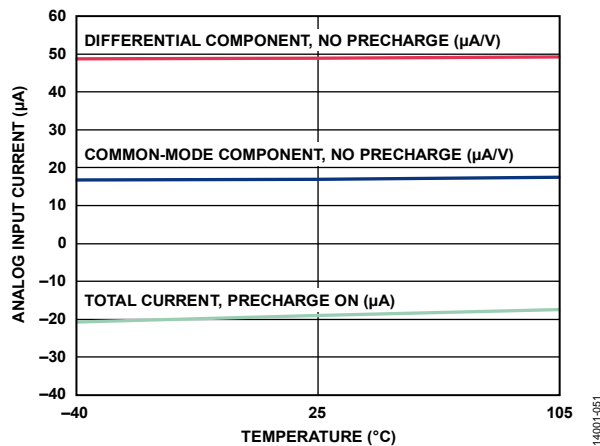 60
50
40
30
20
10
0
–10
–20
–30
–40
ANALOG INPUT CURRENT (µA)
DIFFERENTIAL COMPONENT, NO PRECHARGE (µA/V)
COMMON-MODE COMPONENT, NO PRECHARGE (µA/V)
TOTAL CURRENT, PRECHARGE ON (µA)
–40 25 105
TEMPERATURE (°C)
14001-051